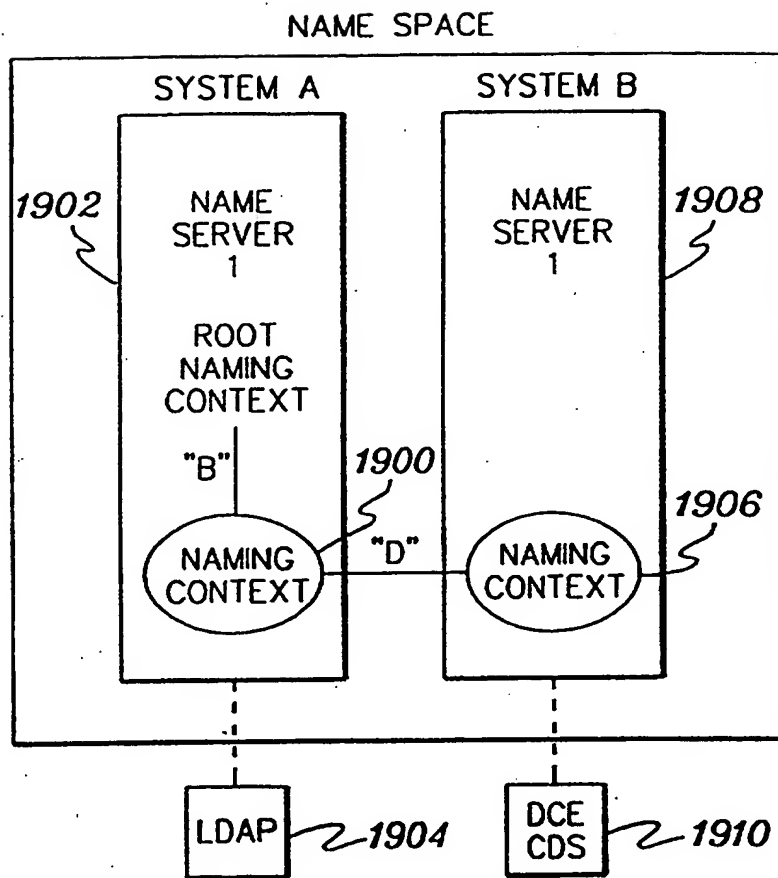 NAME SPACE
SYSTEM A
SYSTEM B
1902
NAME
SERVER
1
NAME
SERVER
1
1908
ROOT
NAMING
CONTEXT
"B"
1900
NAMING
CONTEXT
"D"
NAMING
CONTEXT
1906
LDAP
1904
DCE
CDS
1910